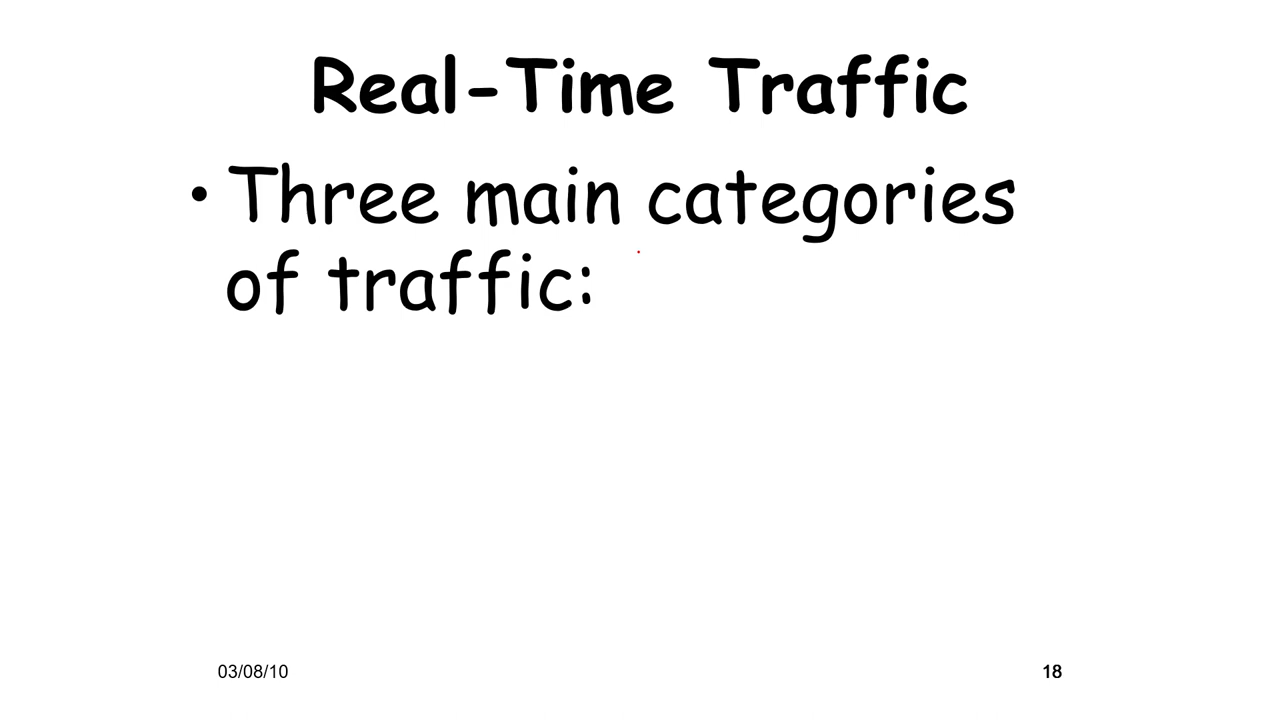 Real-Time Traffic
• Three main categories
of traffic:
03/08/10
18